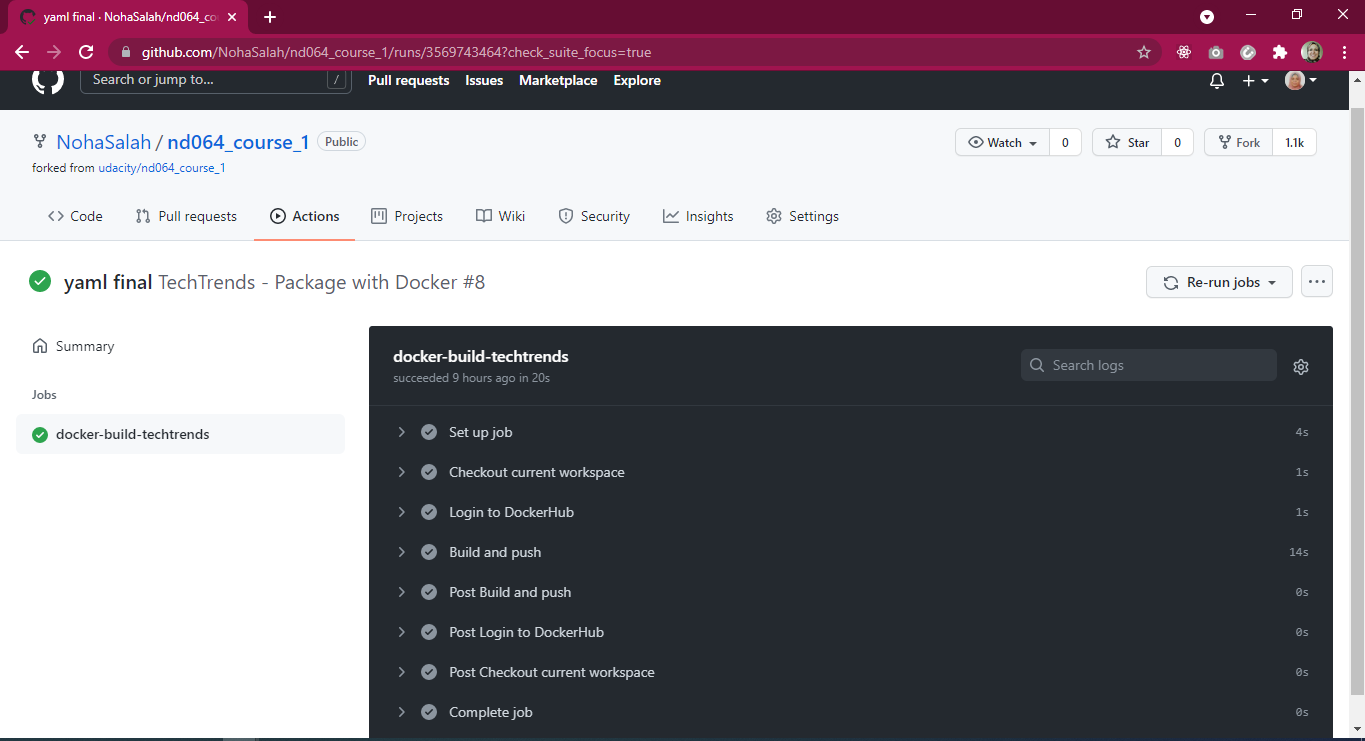 yaml final · NohaSalah/nd064_co
github.com/NohaSalah/nd064_course_1/runs/3569743464?check_suite_focus=true
Search or jump to... / Pull requests Issues Marketplace Explore
NohaSalah / nd064_course_1 Public
Watch 0 Star 0 Fork 1.1k
forked from udacity/nd064_course_1
Code Pull requests Actions Projects Wiki Security Insights Settings
yaml final TechTrends - Package with Docker #8
Re-run jobs ...
Summary
Jobs
docker-build-techtrends
docker-build-techtrends
succeeded 9 hours ago in 20s
Search logs
Set up job 4s
Checkout current workspace 1s
Login to DockerHub 1s
Build and push 14s
Post Build and push 0s
Post Login to DockerHub 0s
Post Checkout current workspace 0s
Complete job 0s